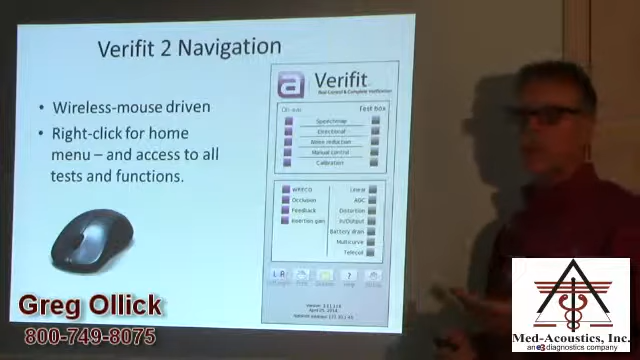 Verifit 2 Navigation
• Wireless-mouse driven
• Right-click for home
menu – and access to all
tests and functions.
a Verifit
Real Control & Complete Verification
On-ear Test box
Speechmap
Directional
Noise reduction
Manual control
Calibration
WRECD Linear
Occlusion AGC
Feedback Distortion
Insertion gain In/Output
Battery drain
Multicurve
Telecoil
L R ?
Help
Greg Ollick
800-749-8075
Med-Acoustics, Inc.
an e3 diagnostics company